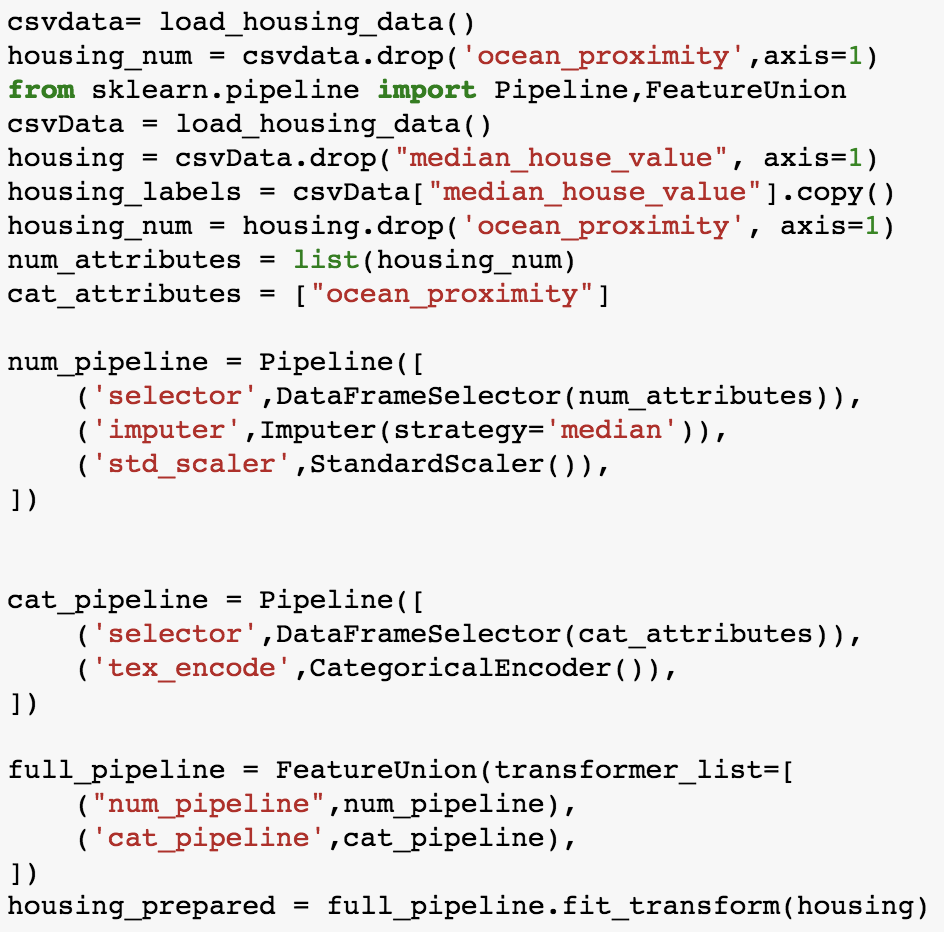 csvdata= load_housing_data()
housing_num = csvdata.drop('ocean_proximity',axis=1)
from sklearn.pipeline import Pipeline,FeatureUnion
csvData = load_housing_data()
housing = csvData.drop("median_house_value", axis=1)
housing_labels = csvData["median_house_value"].copy()
housing_num = housing.drop('ocean_proximity', axis=1)
num_attributes = list(housing_num)
cat_attributes = ["ocean_proximity"]

num_pipeline = Pipeline([
    ('selector',DataFrameSelector(num_attributes)),
    ('imputer',Imputer(strategy='median')),
    ('std_scaler',StandardScaler()),
])

cat_pipeline = Pipeline([
    ('selector',DataFrameSelector(cat_attributes)),
    ('tex_encode',CategoricalEncoder()),
])

full_pipeline = FeatureUnion(transformer_list=[
    ("num_pipeline",num_pipeline),
    ('cat_pipeline',cat_pipeline),
])
housing_prepared = full_pipeline.fit_transform(housing)